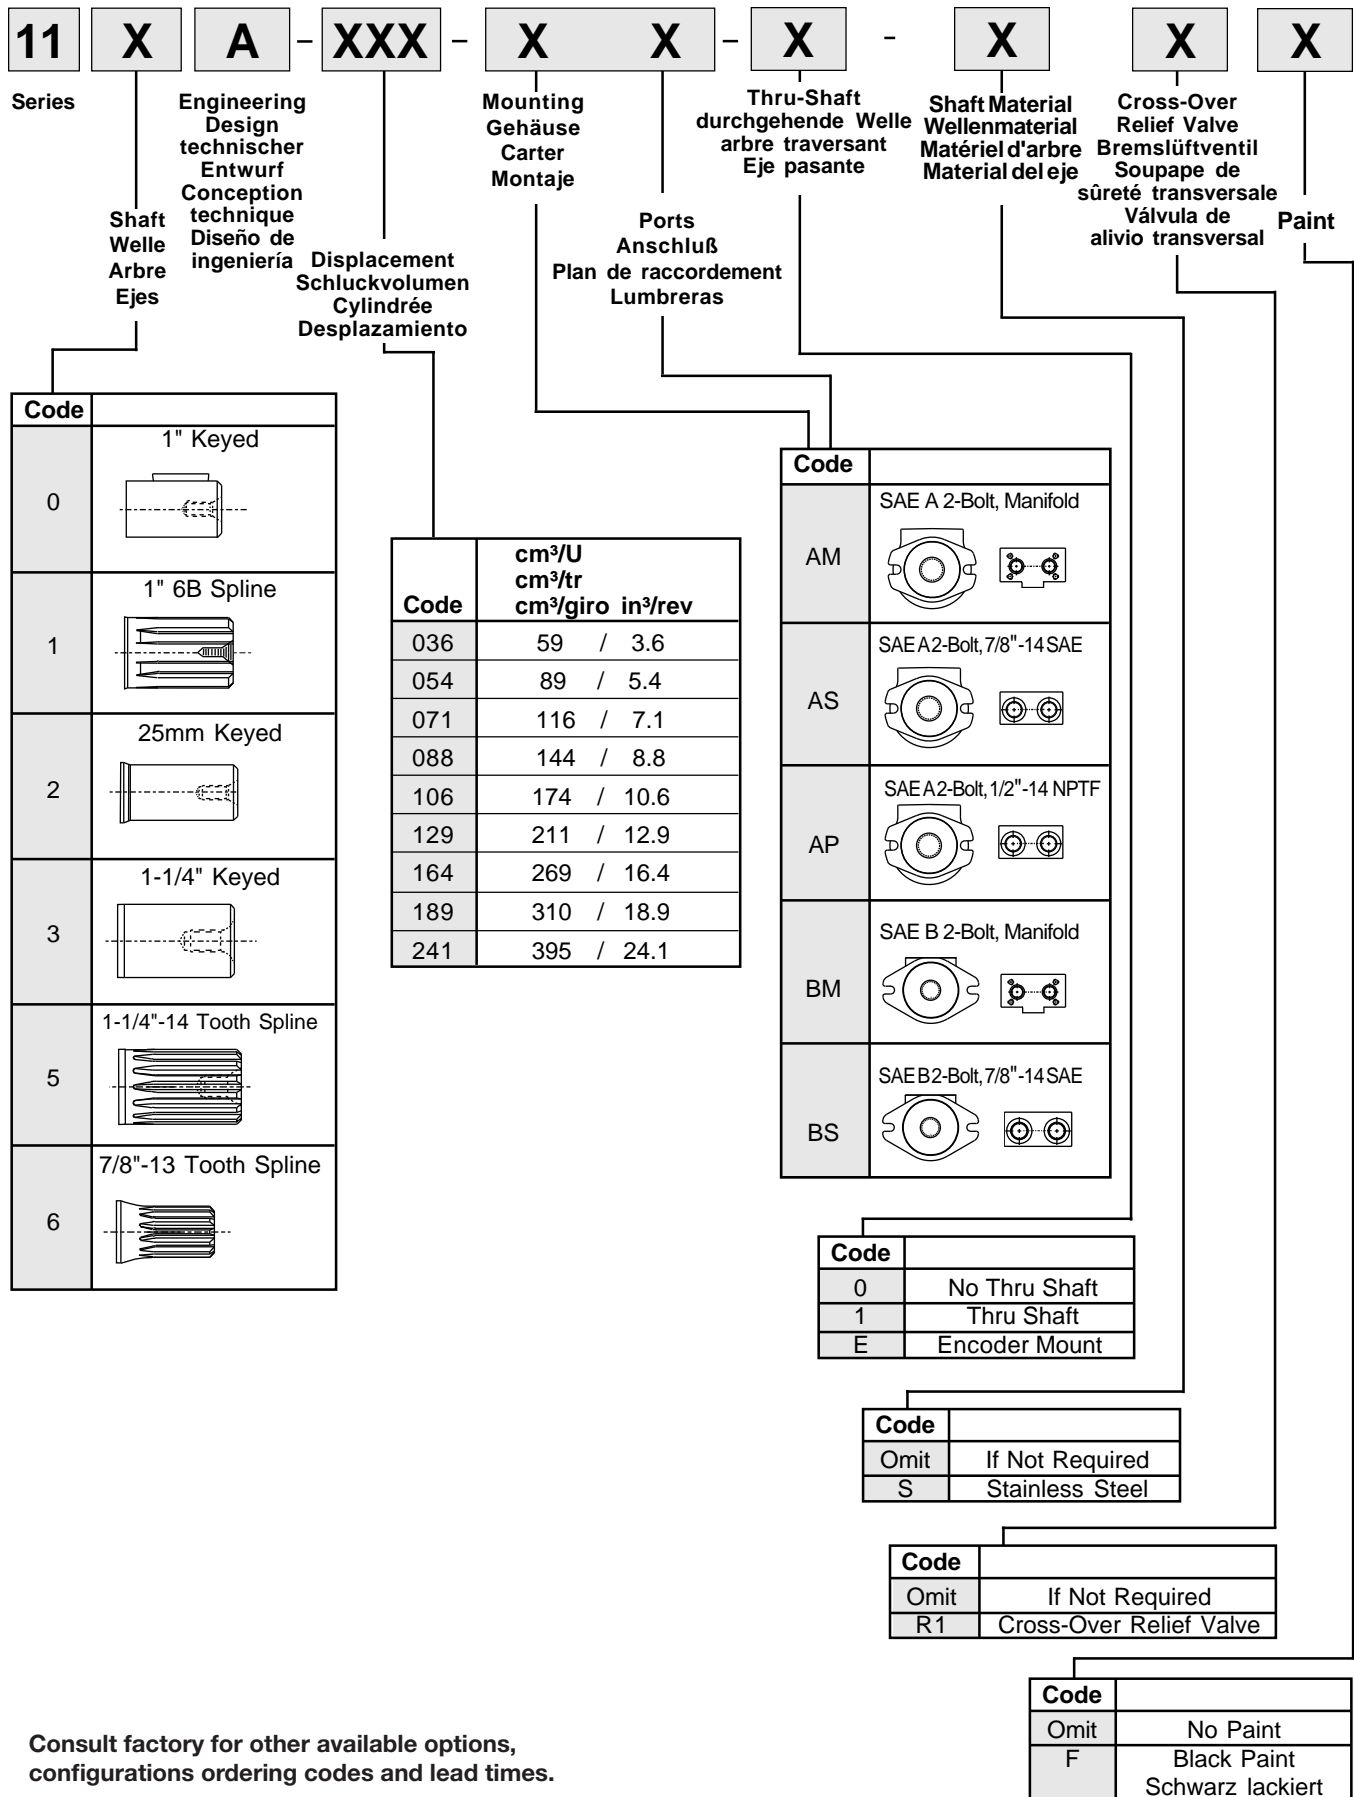 11 X A – XXX – X X – X - X X X
Series
Shaft
Welle
Arbre
Ejes
Engineering
Design
technischer
Entwurf
Conception
technique
Diseño de
ingeniería
Displacement
Schluckvolumen
Cylindrée
Desplazamiento
Mounting
Gehäuse
Carter
Montaje
Ports
Anschluß
Plan de raccordement
Lumbreras
Thru-Shaft
durchgehende Welle
arbre traversant
Eje pasante
Shaft Material
Wellenmaterial
Matériel d'arbre
Material del eje
Cross-Over
Relief Valve
Bremslüftventil
Soupape de
sûreté transversale
Válvula de
alivio transversal
Paint
Code
0 1" Keyed
1 1" 6B Spline
2 25mm Keyed
3 1-1/4" Keyed
5 1-1/4"-14 Tooth Spline
6 7/8"-13 Tooth Spline
cm³/U
cm³/tr
Code cm³/giro in³/rev
036 59 / 3.6
054 89 / 5.4
071 116 / 7.1
088 144 / 8.8
106 174 / 10.6
129 211 / 12.9
164 269 / 16.4
189 310 / 18.9
241 395 / 24.1
Code
AM SAE A 2-Bolt, Manifold
AS SAE A 2-Bolt, 7/8"-14 SAE
AP SAE A 2-Bolt, 1/2"-14 NPTF
BM SAE B 2-Bolt, Manifold
BS SAE B 2-Bolt, 7/8"-14 SAE
Code
0 No Thru Shaft
1 Thru Shaft
E Encoder Mount
Code
Omit If Not Required
S Stainless Steel
Code
Omit If Not Required
R1 Cross-Over Relief Valve
Code
Omit No Paint
F Black Paint
Schwarz lackiert
Consult factory for other available options,
configurations ordering codes and lead times.